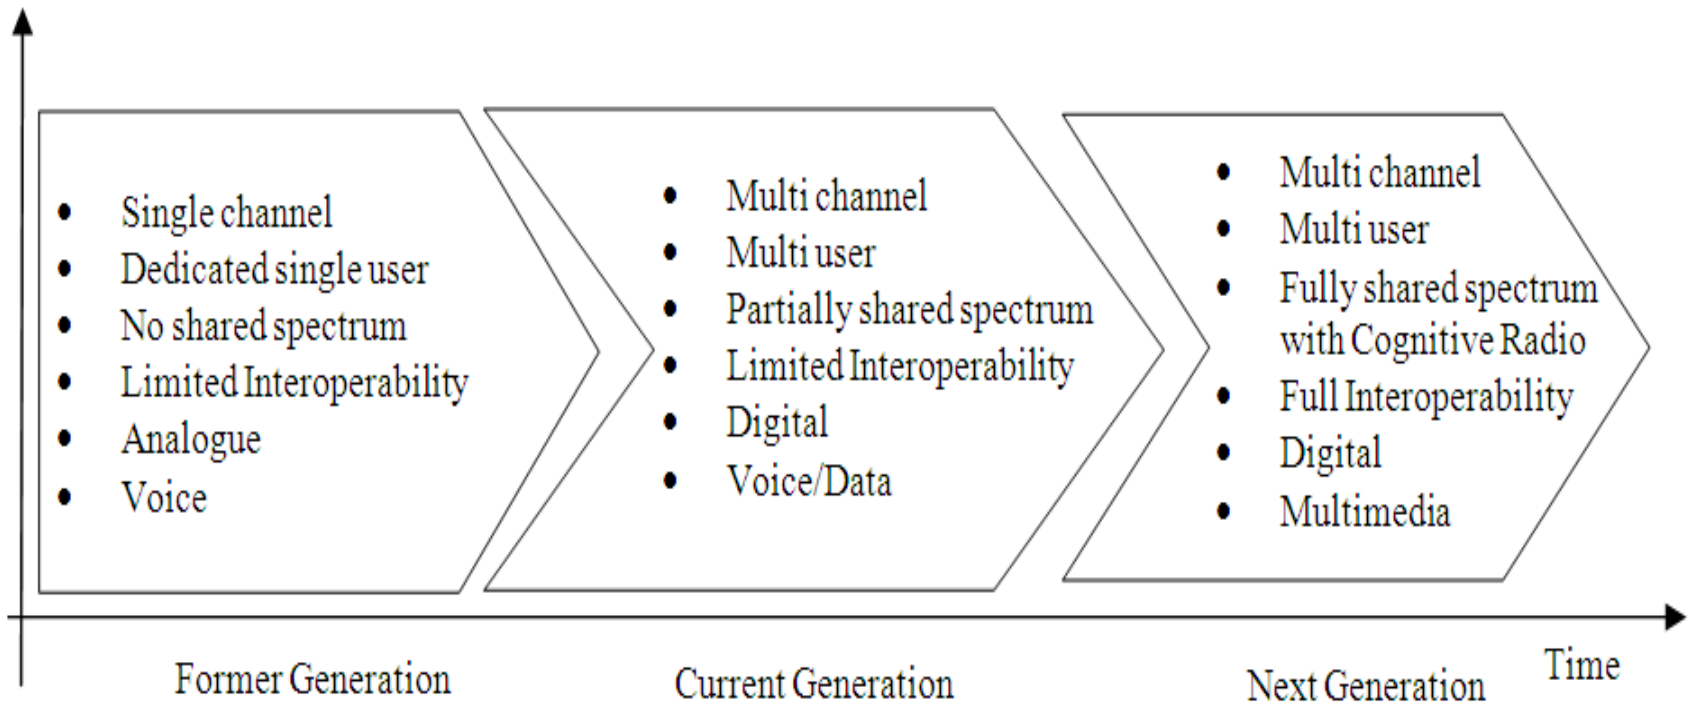 Single channel
Dedicated single user
No shared spectrum
Limited Interoperability
Analogue
Voice
Multi channel
Multi user
Partially shared spectrum
Limited Interoperability
Digital
Voice/Data
Multi channel
Multi user
Fully shared spectrum
with Cognitive Radio
Full Interoperability
Digital
Multimedia
Former Generation
Current Generation
Next Generation
Time